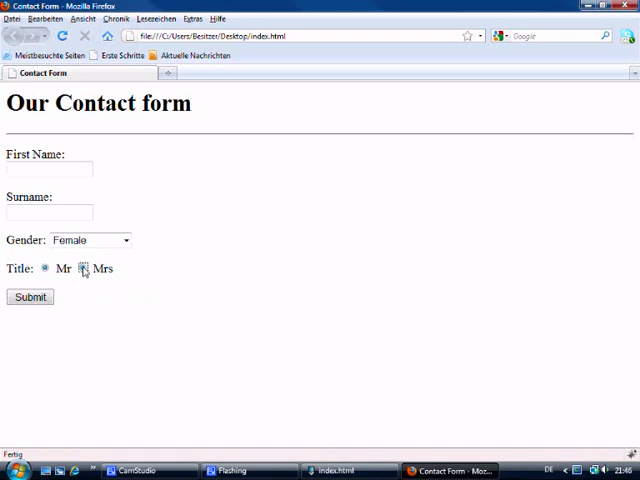 Contact Form - Mozilla Firefox
Datei Bearbeiten Ansicht Chronik Lesezeichen Extras Hilfe
file:///C:/Users/Besitzer/Desktop/index.html
Google
Meistbesuchte Seiten Erste Schritte Aktuelle Nachrichten
Contact Form
Our Contact form
First Name:
Surname:
Gender: Female
Title: Mr Mrs
Submit
Fertig
CamStudio Flashing index.html Contact Form - Moz... DE 21:46